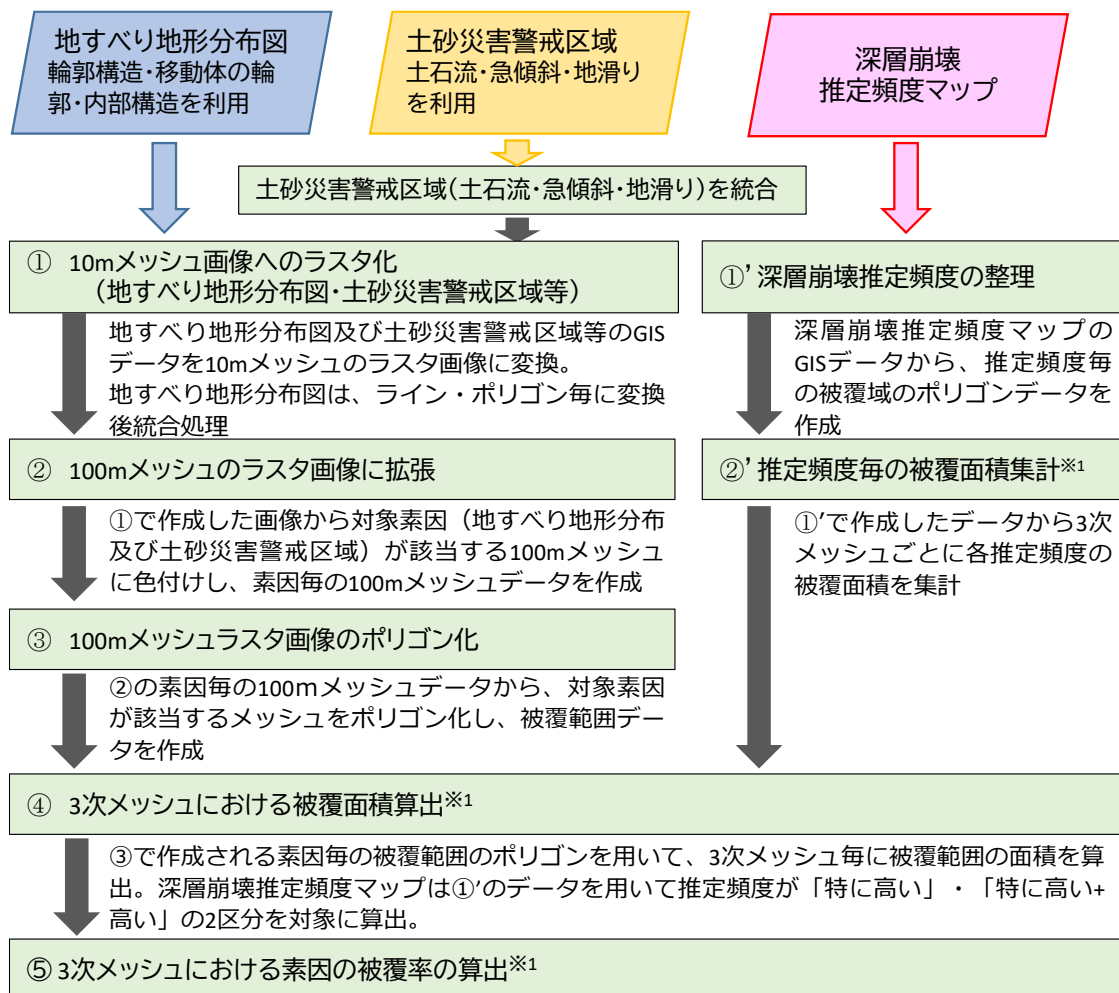 地すべり地形分布図
輪郭構造・移動体の輪
郭・内部構造を利用
土砂災害警戒区域
土石流・急傾斜・地滑り
を利用
深層崩壊
推定頻度マップ
土砂災害警戒区域(土石流・急傾斜・地滑り)を統合
① 10mメッシュ画像へのラスタ化
（地すべり地形分布図・土砂災害警戒区域等）
地すべり地形分布図及び土砂災害警戒区域等のGIS
データを10mメッシュのラスタ画像に変換。
地すべり地形分布図は、ライン・ポリゴン毎に変換
後統合処理
② 100mメッシュのラスタ画像に拡張
①で作成した画像から対象素因（地すべり地形分布
及び土砂災害警戒区域）が該当する100mメッシュ
に色付けし、素因毎の100mメッシュデータを作成
③ 100mメッシュラスタ画像のポリゴン化
②の素因毎の100mメッシュデータから、対象素因
が該当するメッシュをポリゴン化し、被覆範囲デー
タを作成
①’深層崩壊推定頻度の整理
深層崩壊推定頻度マップの
GISデータから、推定頻度毎
の被覆域のポリゴンデータを
作成
②’推定頻度毎の被覆面積集計※1
①’で作成したデータから3次
メッシュごとに各推定頻度の
被覆面積を集計
④ 3次メッシュにおける被覆面積算出※1
③で作成される素因毎の被覆範囲のポリゴンを用いて、3次メッシュ毎に被覆範囲の面積を算
出。深層崩壊推定頻度マップは①’のデータを用いて推定頻度が「特に高い」・「特に高い+
高い」の2区分を対象に算出。
⑤ 3次メッシュにおける素因の被覆率の算出※1